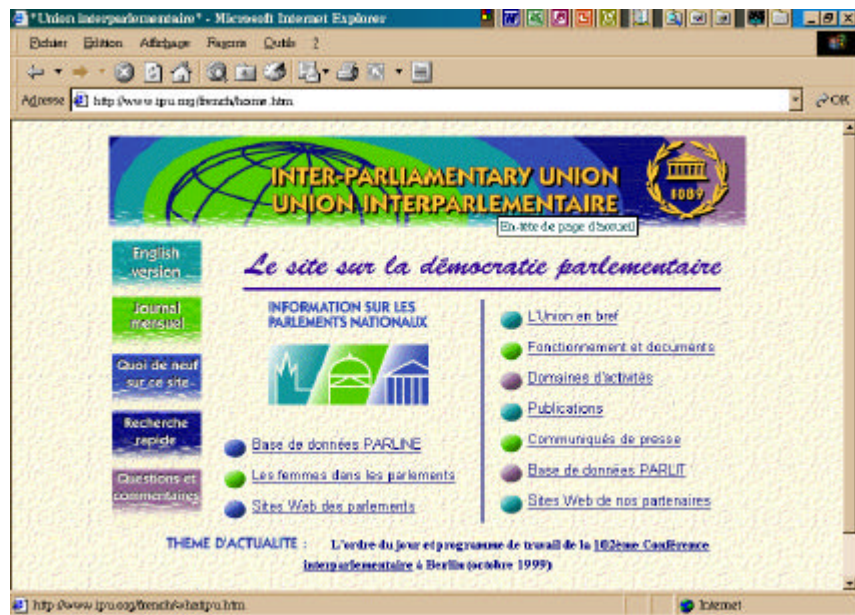 "Union interparlementaire" - Microsoft Internet Explorer
Fichier Edition Affichage Favoris Outils ?
Adresse http://www.ipu.org/french/home.htm OK
INTER-PARLIAMENTARY UNION
UNION INTERPARLEMENTAIRE
1889
En-tête de page d'accueil
English
version
Le site sur la démocratie parlementaire
Journal
mensuel
Quoi de neuf
sur ce site
Recherche
rapide
Questions et
commentaires
INFORMATION SUR LES
PARLEMENTS NATIONAUX
Base de données PARLINE
Les femmes dans les parlements
Sites Web des parlements
L'Union en bref
Fonctionnement et documents
Domaines d'activités
Publications
Communiqués de presse
Base de données PARLIT
Sites Web de nos partenaires
THEME D'ACTUALITE : L'ordre du jour et programme de travail de la 102ème Conférence
interparlementaire à Berlin (octobre 1999)
http://www.ipu.org/french/whatipu.htm Internet